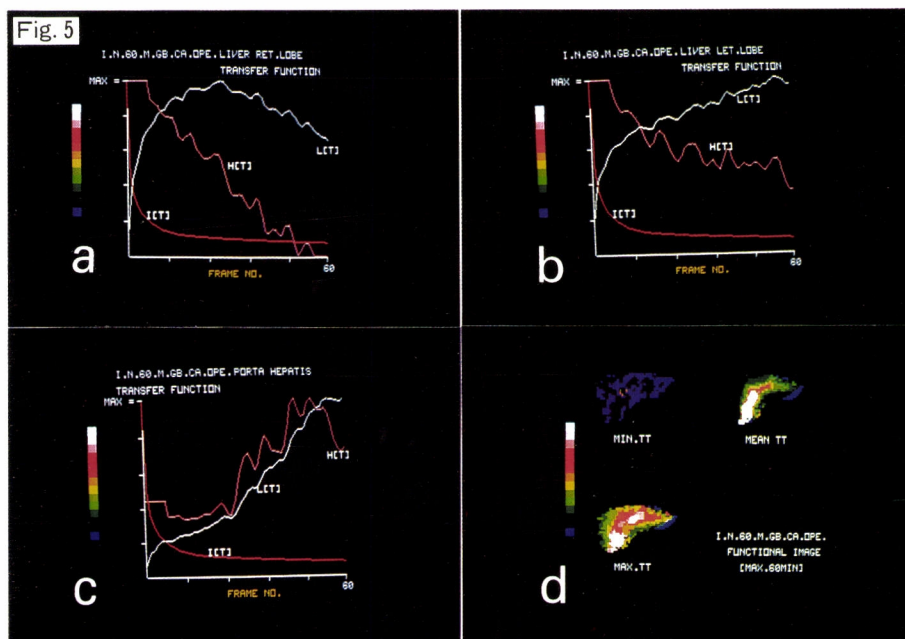 Fig. 5
I.N.60.M.GB.CA.OPE.LIVER RET.LOBE
TRANSFER FUNCTION
MAX =
L[T]
H[T]
I[T]
a
60
FRAME NO.
I.N.60.M.GB.CA.OPE.LIVER LET.LOBE
TRANSFER FUNCTION
MAX =
L[T]
H[T]
I[T]
b
60
FRAME NO.
I.N.60.M.GB.CA.OPE.PORTA HEPATIS
TRANSFER FUNCTION
MAX =
H[T]
L[T]
I[T]
c
60
FRAME NO.
MIN.TT
MEAN TT
MAX.TT
I.N.60.M.GB.CA.OPE.
FUNCTIONAL IMAGE
[MAX.60MIN]
d